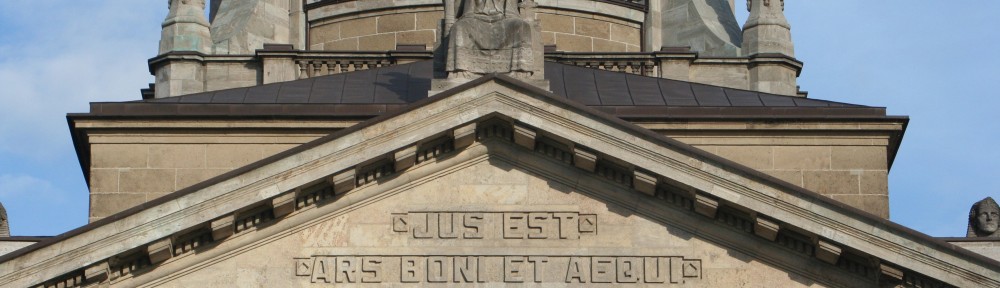 JUS EST
ARS BONI ET AEQUI